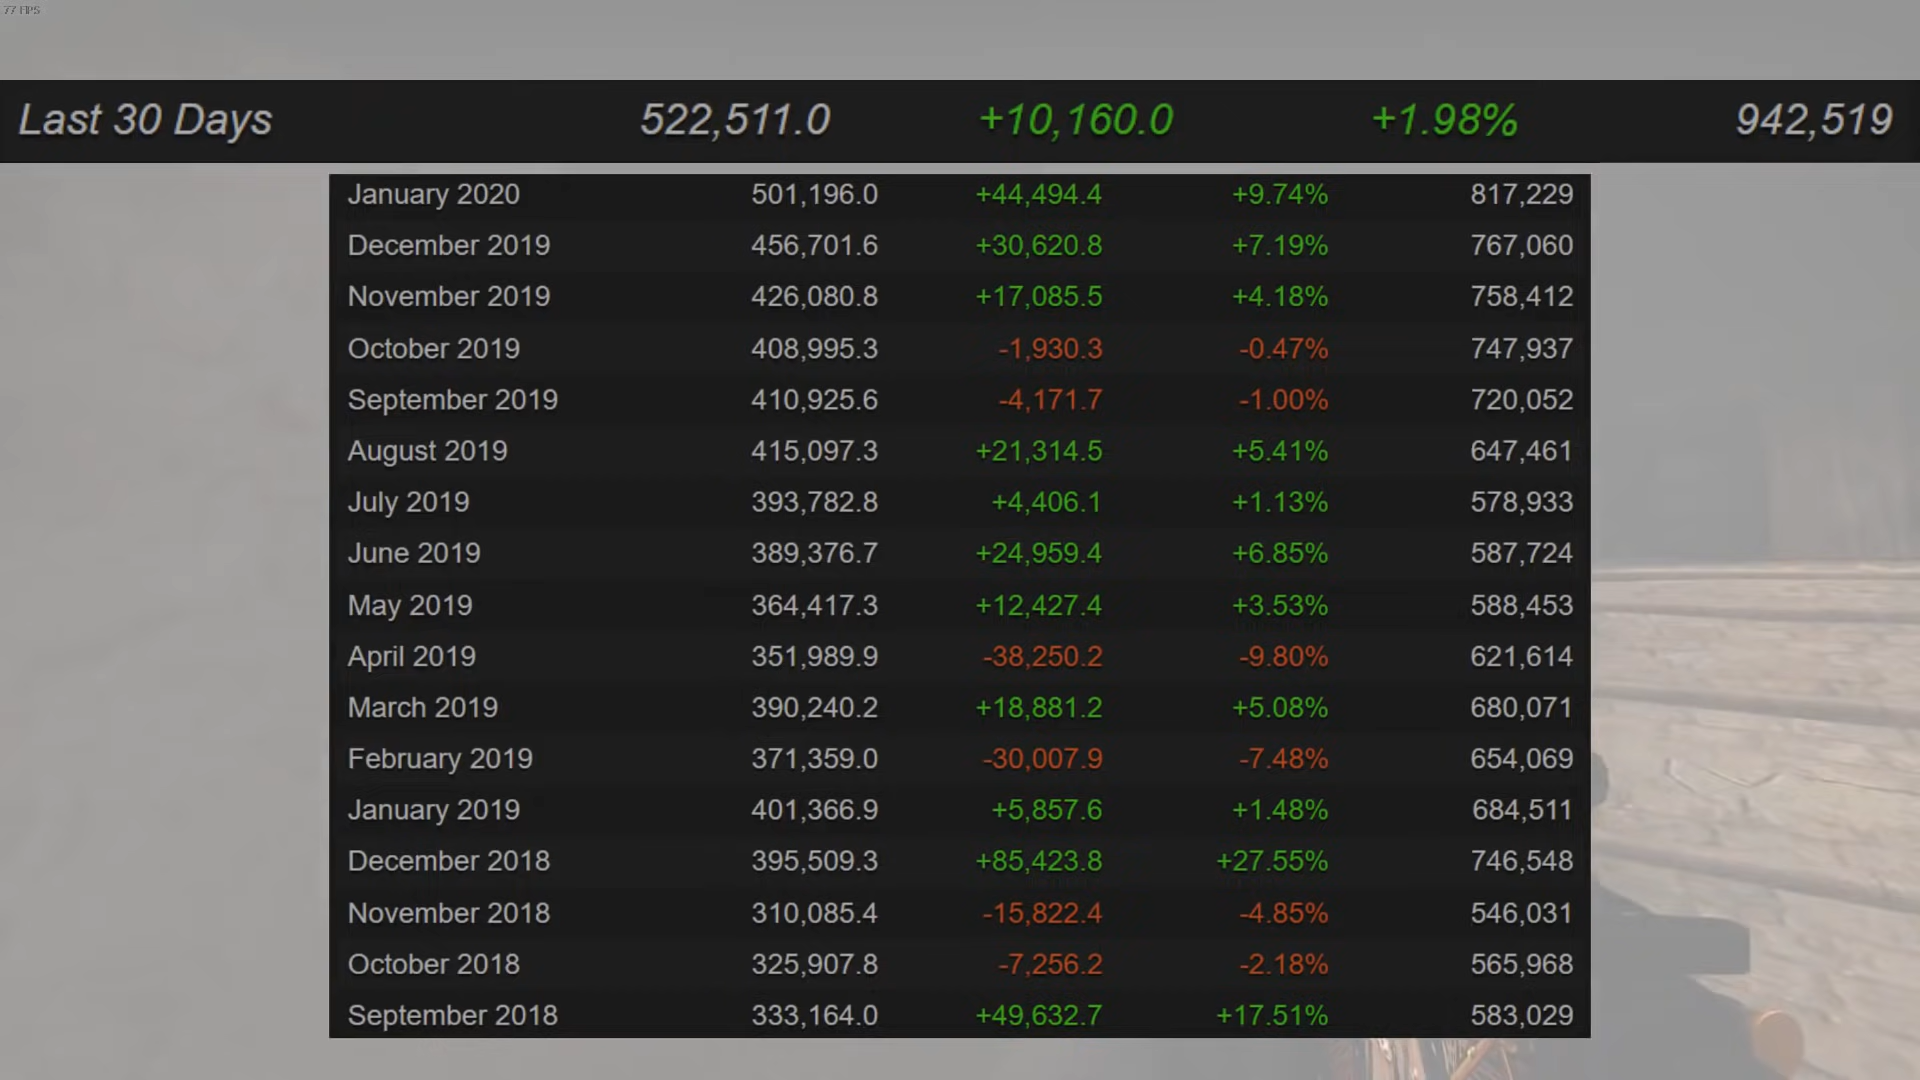 77 FPS
Last 30 Days 522,511.0 +10,160.0 +1.98% 942,519
January 2020 501,196.0 +44,494.4 +9.74% 817,229
December 2019 456,701.6 +30,620.8 +7.19% 767,060
November 2019 426,080.8 +17,085.5 +4.18% 758,412
October 2019 408,995.3 -1,930.3 -0.47% 747,937
September 2019 410,925.6 -4,171.7 -1.00% 720,052
August 2019 415,097.3 +21,314.5 +5.41% 647,461
July 2019 393,782.8 +4,406.1 +1.13% 578,933
June 2019 389,376.7 +24,959.4 +6.85% 587,724
May 2019 364,417.3 +12,427.4 +3.53% 588,453
April 2019 351,989.9 -38,250.2 -9.80% 621,614
March 2019 390,240.2 +18,881.2 +5.08% 680,071
February 2019 371,359.0 -30,007.9 -7.48% 654,069
January 2019 401,366.9 +5,857.6 +1.48% 684,511
December 2018 395,509.3 +85,423.8 +27.55% 746,548
November 2018 310,085.4 -15,822.4 -4.85% 546,031
October 2018 325,907.8 -7,256.2 -2.18% 565,968
September 2018 333,164.0 +49,632.7 +17.51% 583,029